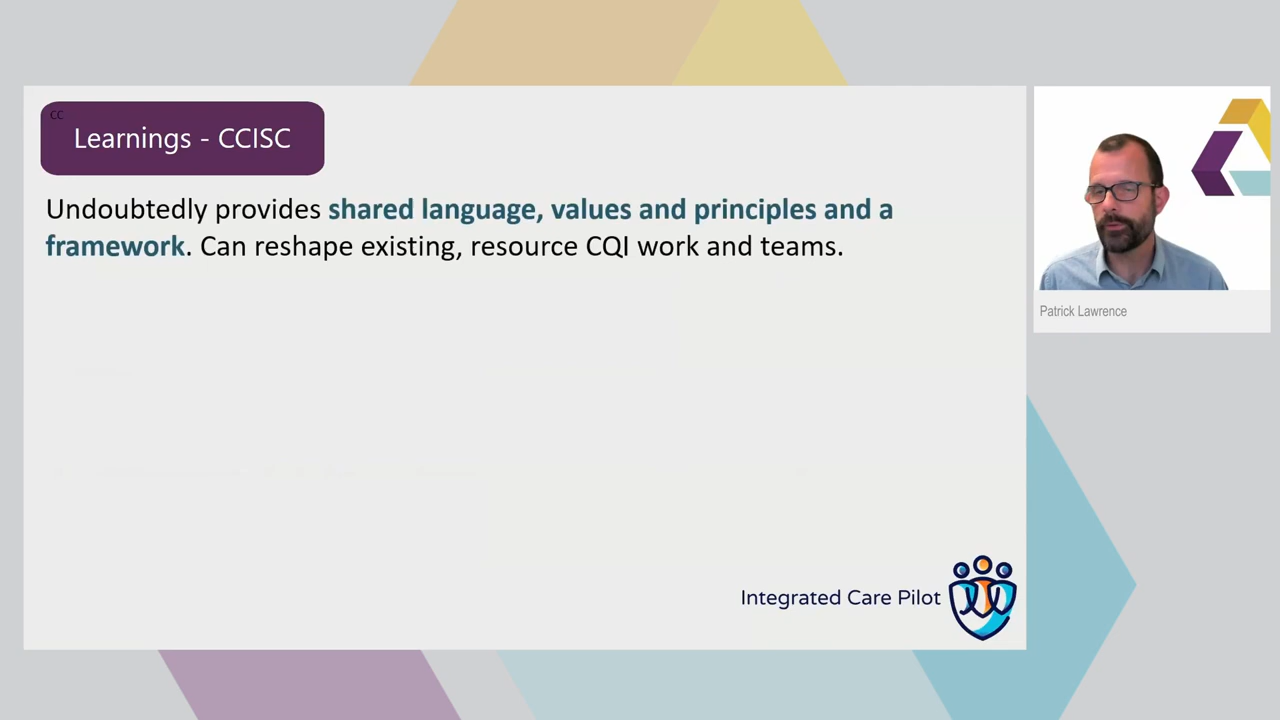 CC
Learnings - CCISC
Undoubtedly provides shared language, values and principles and a
framework. Can reshape existing, resource CQI work and teams.
Patrick Lawrence
Integrated Care Pilot